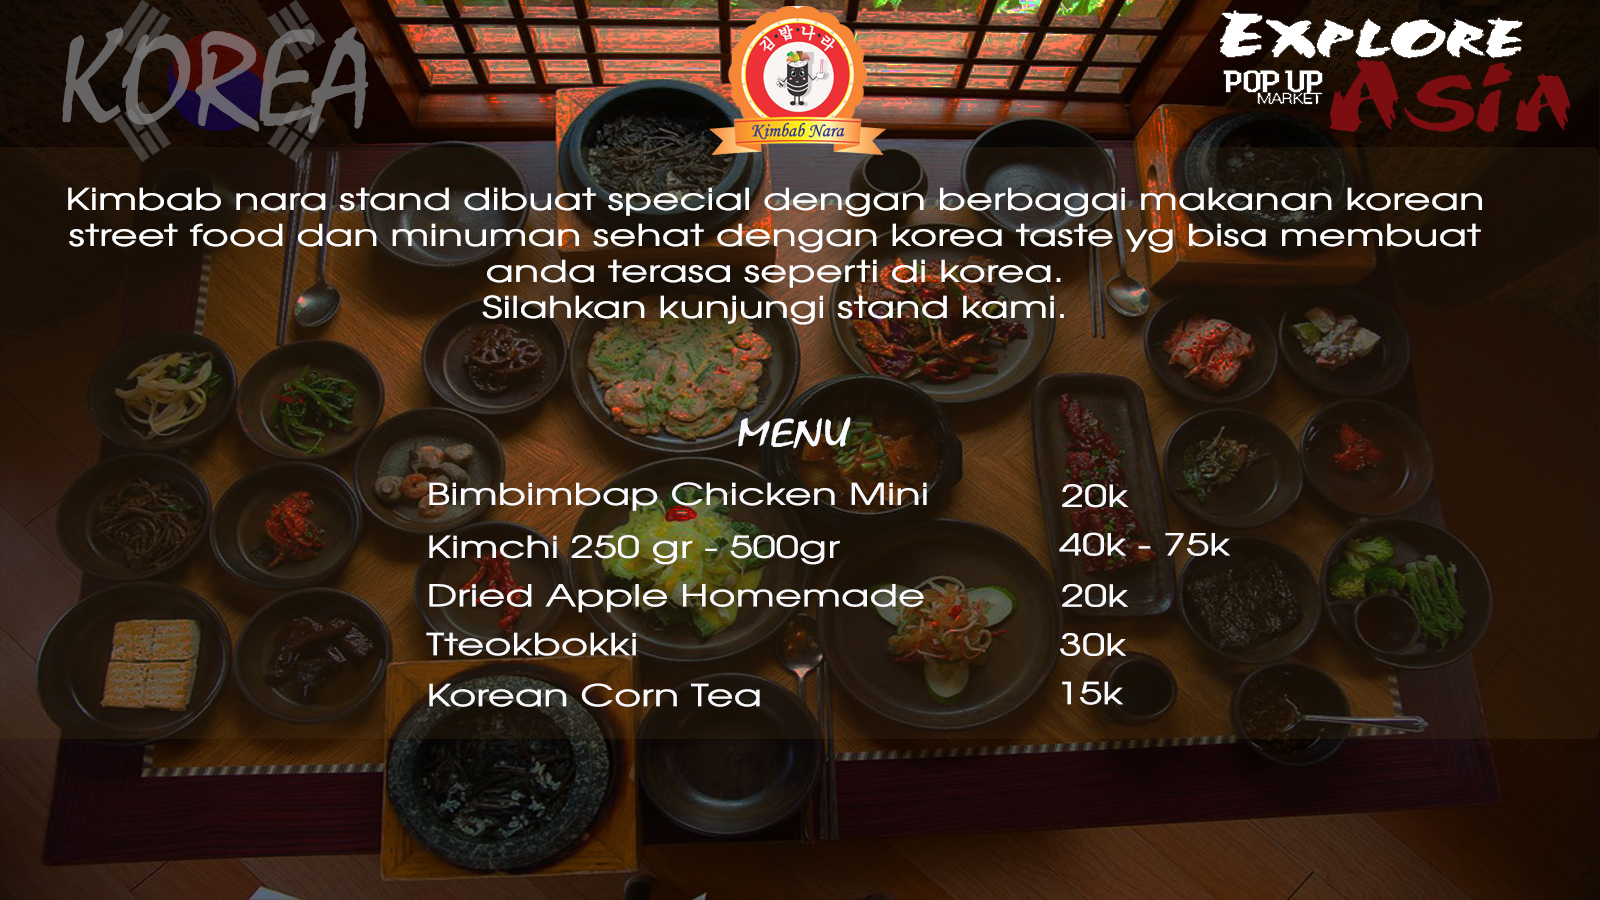 KOREA
김밥나라
Kimbab Nara
EXPLORE
POP UP
MARKET
ASIA
Kimbab nara stand dibuat special dengan berbagai makanan korean
street food dan minuman sehat dengan korea taste yg bisa membuat
anda terasa seperti di korea.
Silahkan kunjungi stand kami.
MENU
Bimbimbap Chicken Mini 20k
Kimchi 250 gr - 500gr 40k - 75k
Dried Apple Homemade 20k
Tteokbokki 30k
Korean Corn Tea 15k